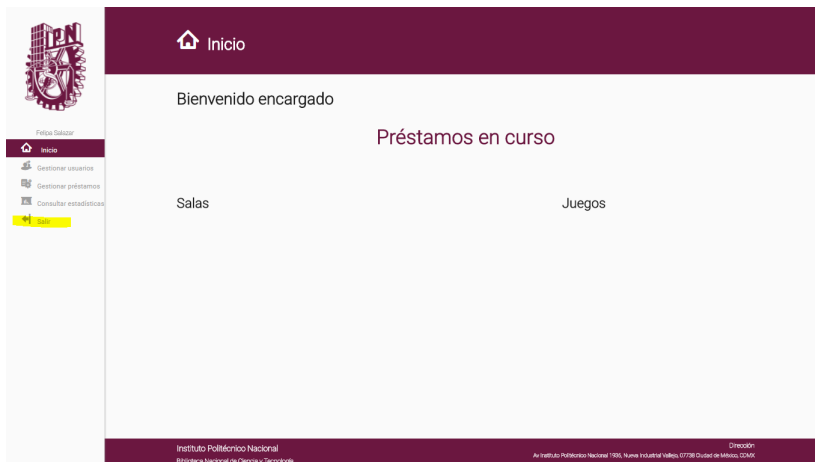 IPN
Felipa Salazar
Inicio
Gestionar usuarios
Gestionar préstamos
Consultar estadísticas
Salir
Inicio
Bienvenido encargado
Préstamos en curso
Salas
Juegos
Instituto Politécnico Nacional
Biblioteca Nacional de Ciencia y Tecnología
Dirección
Av Instituto Politécnico Nacional 1936, Nueva Industrial Vallejo, 07738 Ciudad de México, CDMX